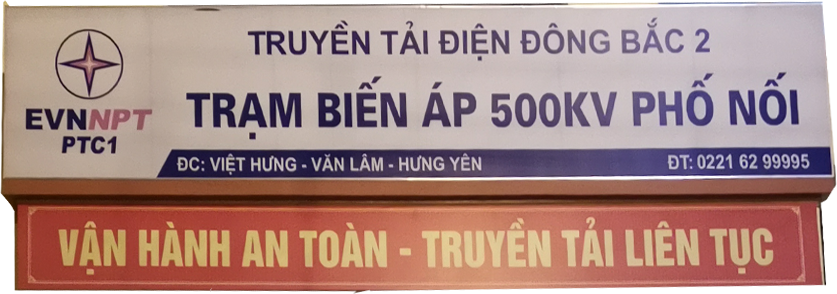 TRUYỀN TẢI ĐIỆN ĐÔNG BẮC 2
EVNNPT
PTC1
TRẠM BIẾN ÁP 500KV PHỐ NỐI
ĐC: VIỆT HƯNG - VĂN LÂM - HƯNG YÊN
ĐT: 0221 62 99995
VẬN HÀNH AN TOÀN - TRUYỀN TẢI LIÊN TỤC